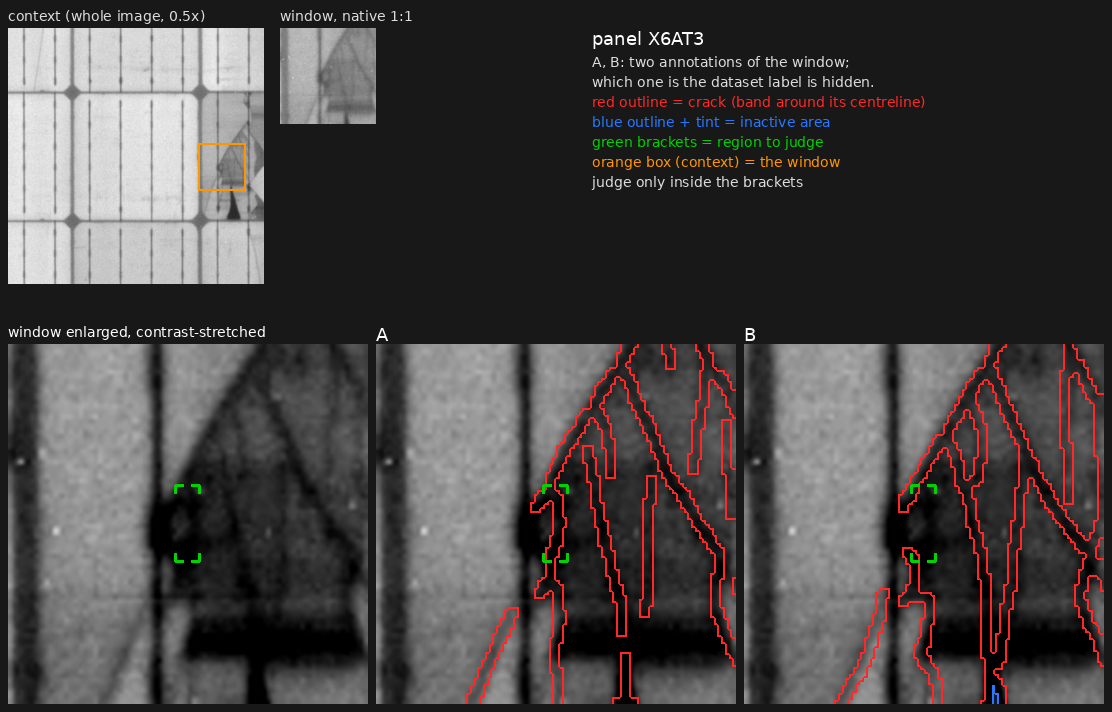 context (whole image, 0.5x)
window, native 1:1
panel X6AT3
A, B: two annotations of the window;
which one is the dataset label is hidden.
red outline = crack (band around its centreline)
blue outline + tint = inactive area
green brackets = region to judge
orange box (context) = the window
judge only inside the brackets
window enlarged, contrast-stretched
A
B